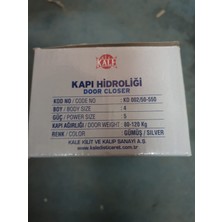 KALE
KAPI HİDROLİĞİ
DOOR CLOSER
KOD NO / CODE NO KD 002/50-550
BOY / BODY SIZE 4
GÜÇ / POWER SIZE 5
KAPI AĞIRLIĞI / DOOR WEIGHT 80-120 Kg
RENK / COLOR GÜMÜŞ / SILVER
KALE KİLİT VE KALIP SANAYİ A.Ş